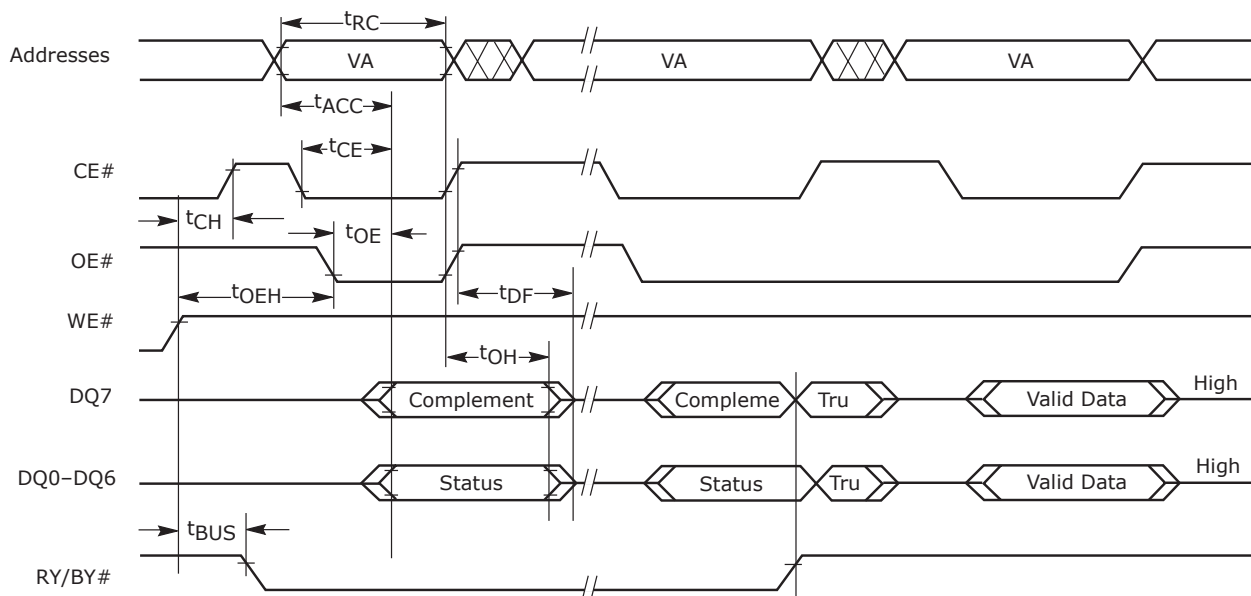 tRC
Addresses VA VA VA
tACC
tCE
CE#
tCH
tOE
OE#
tOEH tDF
WE#
tOH
DQ7 Complement Compleme Tru Valid Data High
DQ0–DQ6 Status Status Tru Valid Data High
tBUS
RY/BY#